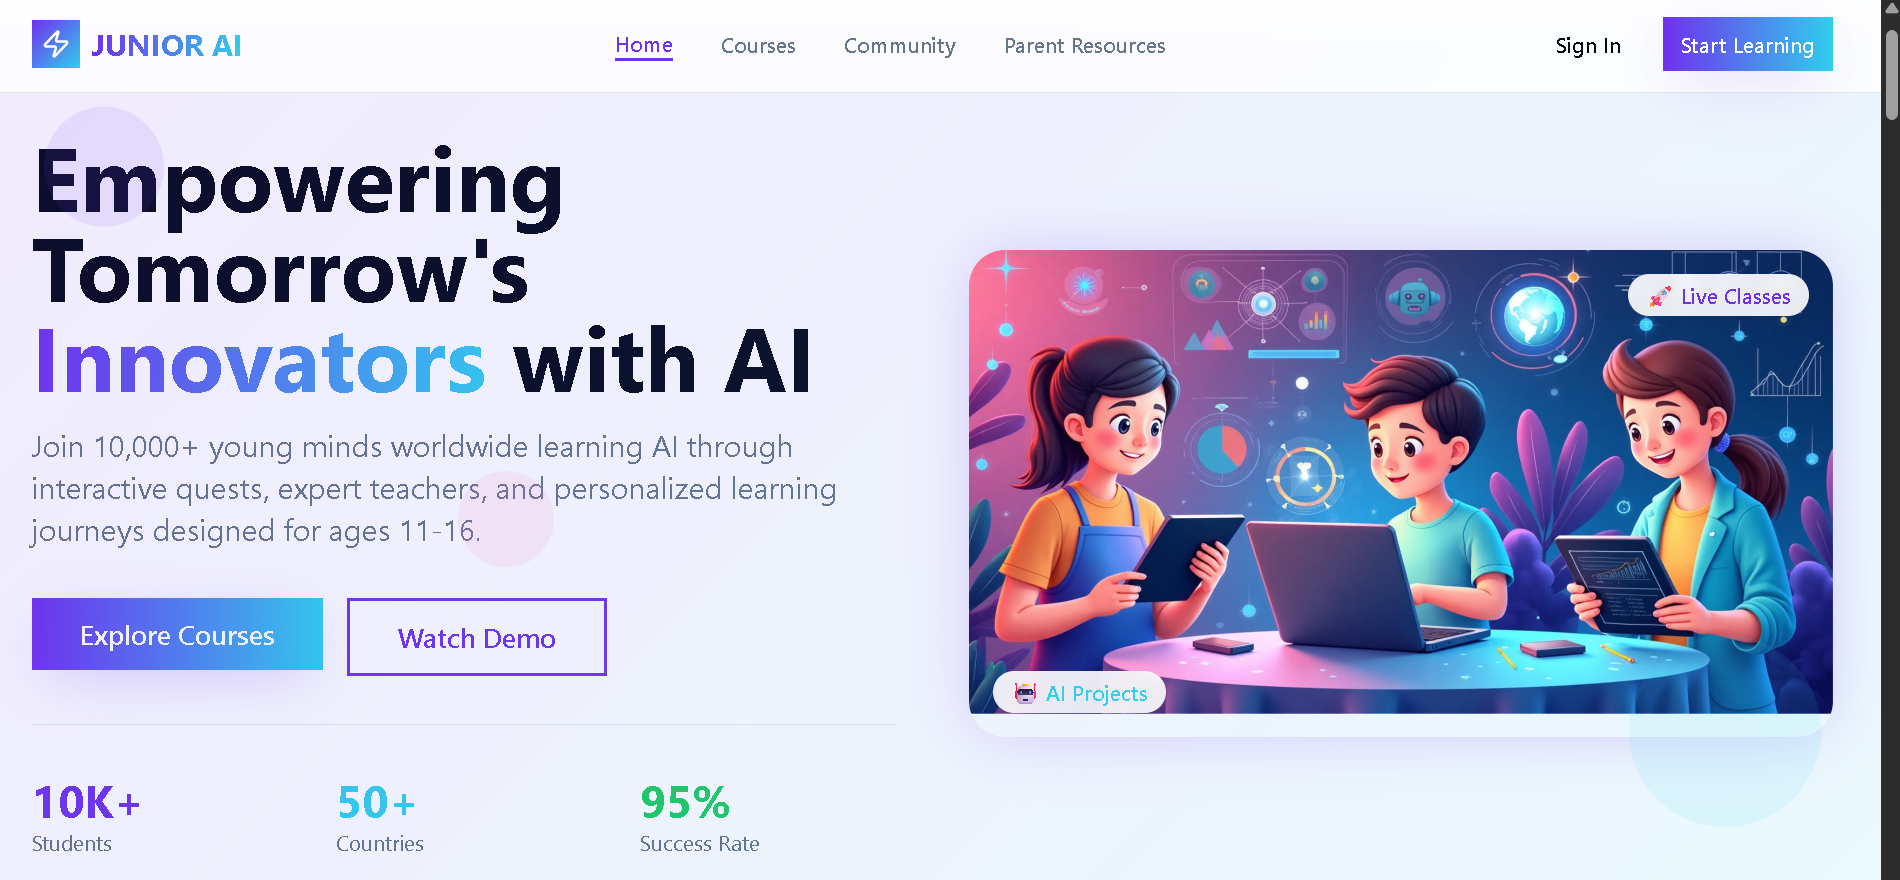 JUNIOR AI
Home
Courses
Community
Parent Resources
Sign In
Start Learning
Empowering
Tomorrow's
Innovators with AI
Join 10,000+ young minds worldwide learning AI through
interactive quests, expert teachers, and personalized learning
journeys designed for ages 11-16.
Explore Courses
Watch Demo
10K+
Students
50+
Countries
95%
Success Rate
🚀 Live Classes
🤖 AI Projects